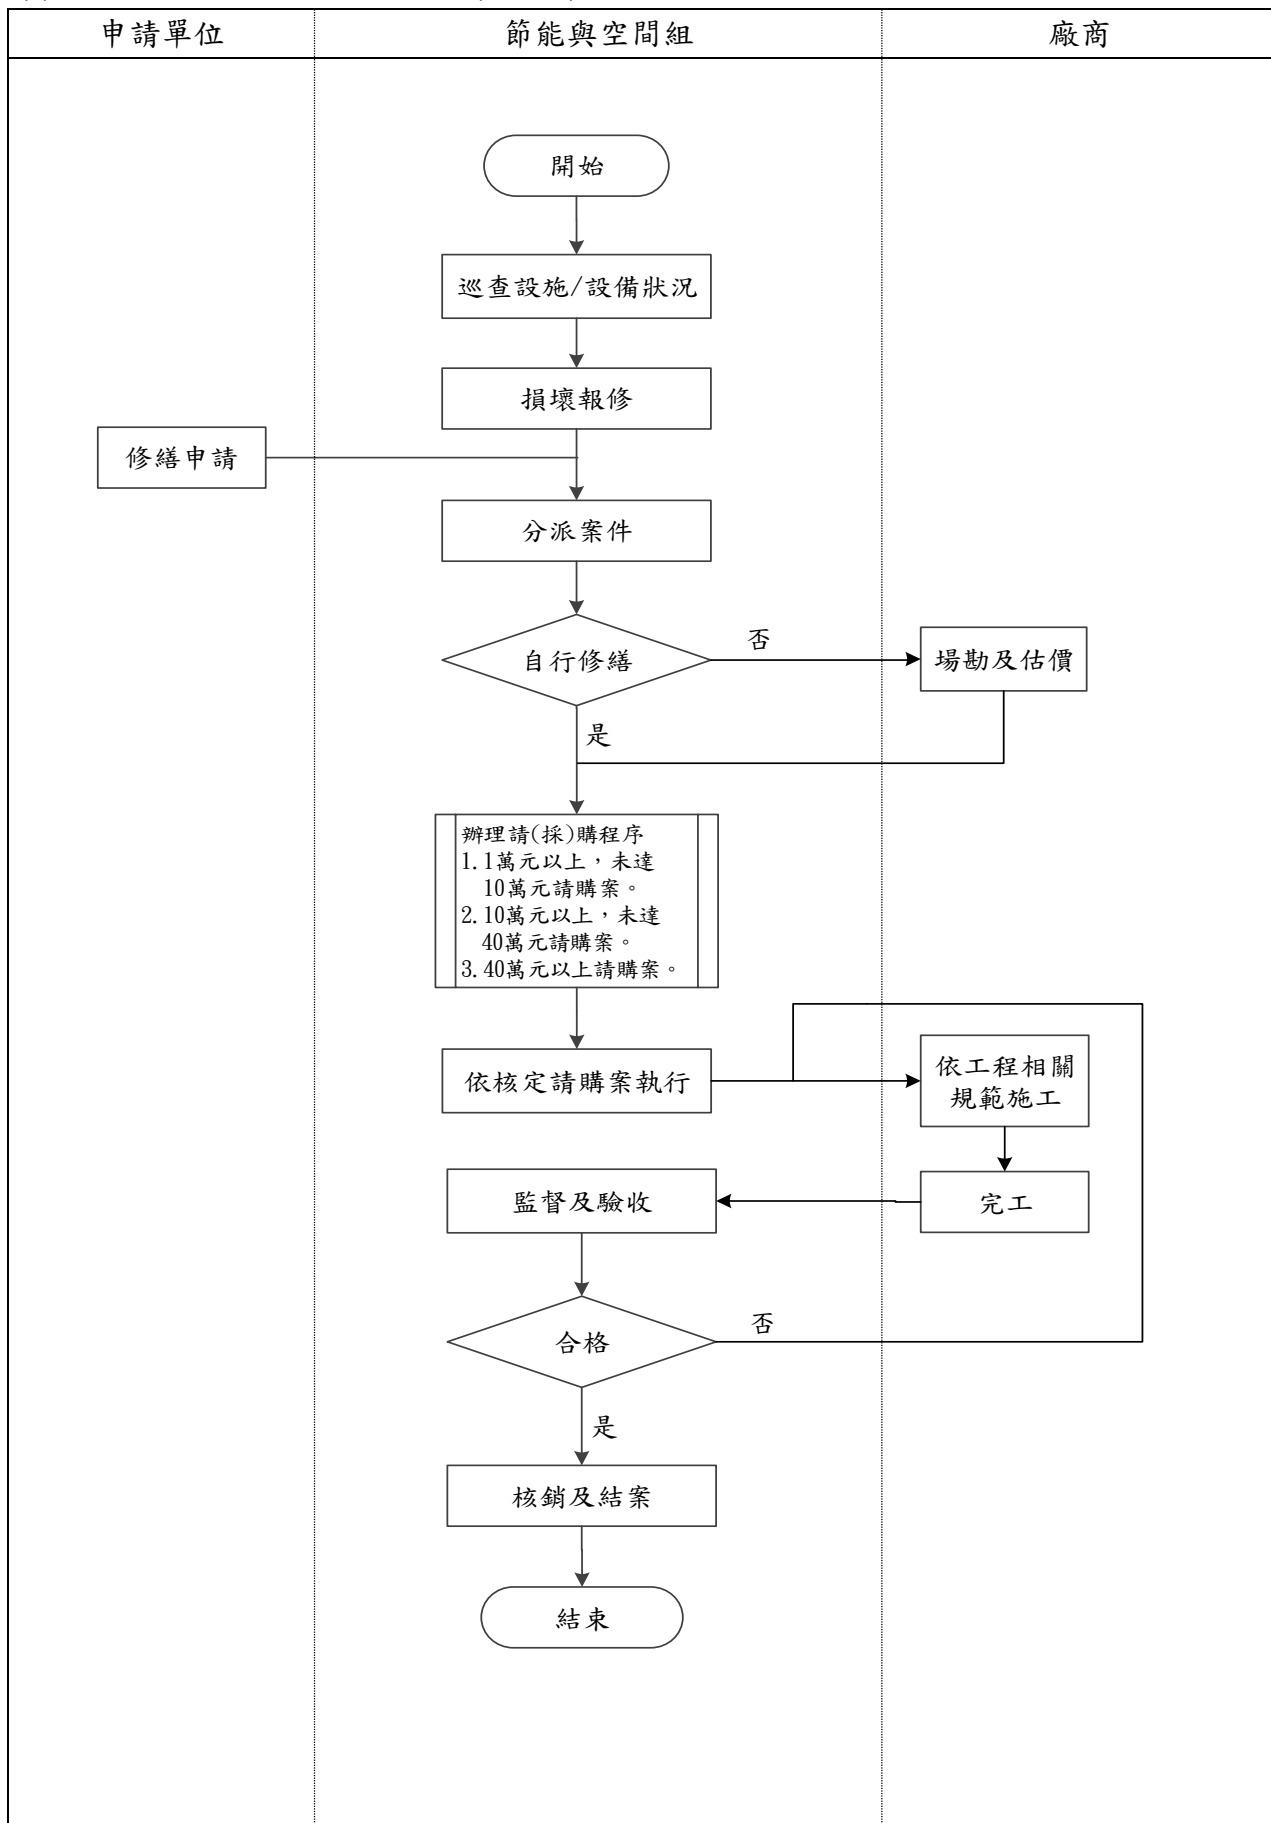 申請單位
節能與空間組
廠商
開始
巡查設施/設備狀況
損壞報修
修繕申請
分派案件
自行修繕
否
場勘及估價
是
辦理請(採)購程序
1.1萬元以上，未達
10萬元請購案。
2.10萬元以上，未達
40萬元請購案。
3.40萬元以上請購案。
依核定請購案執行
依工程相關
規範施工
監督及驗收
完工
合格
否
是
核銷及結案
結束